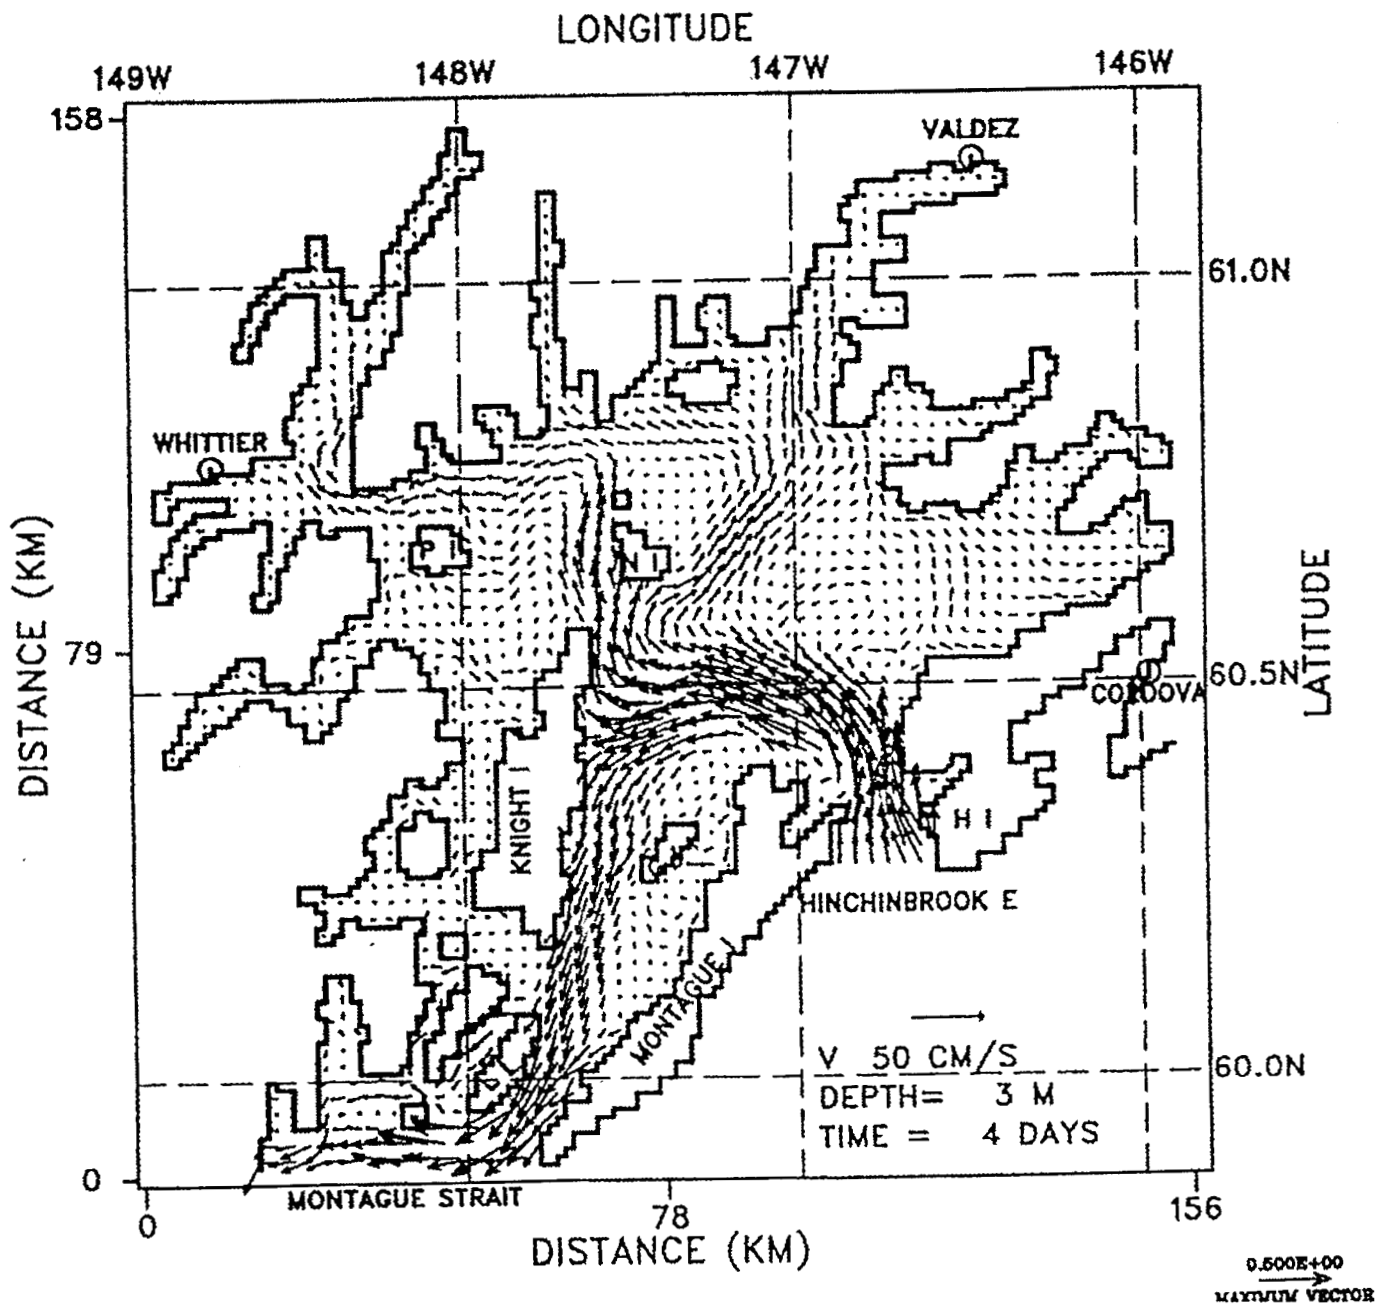 LONGITUDE
149W 148W 147W 146W
158
VALDEZ
61.0N
WHITTIER
N I
DISTANCE (KM)
LATITUDE
79
60.5N
CORDOVA
KNIGHT I
H I
HINCHINBROOK E
MONTAGUE I
V 50 CM/S
60.0N
DEPTH= 3 M
TIME = 4 DAYS
0
MONTAGUE STRAIT
0 78 156
DISTANCE (KM)
0.500E+00
MAXIMUM VECTOR